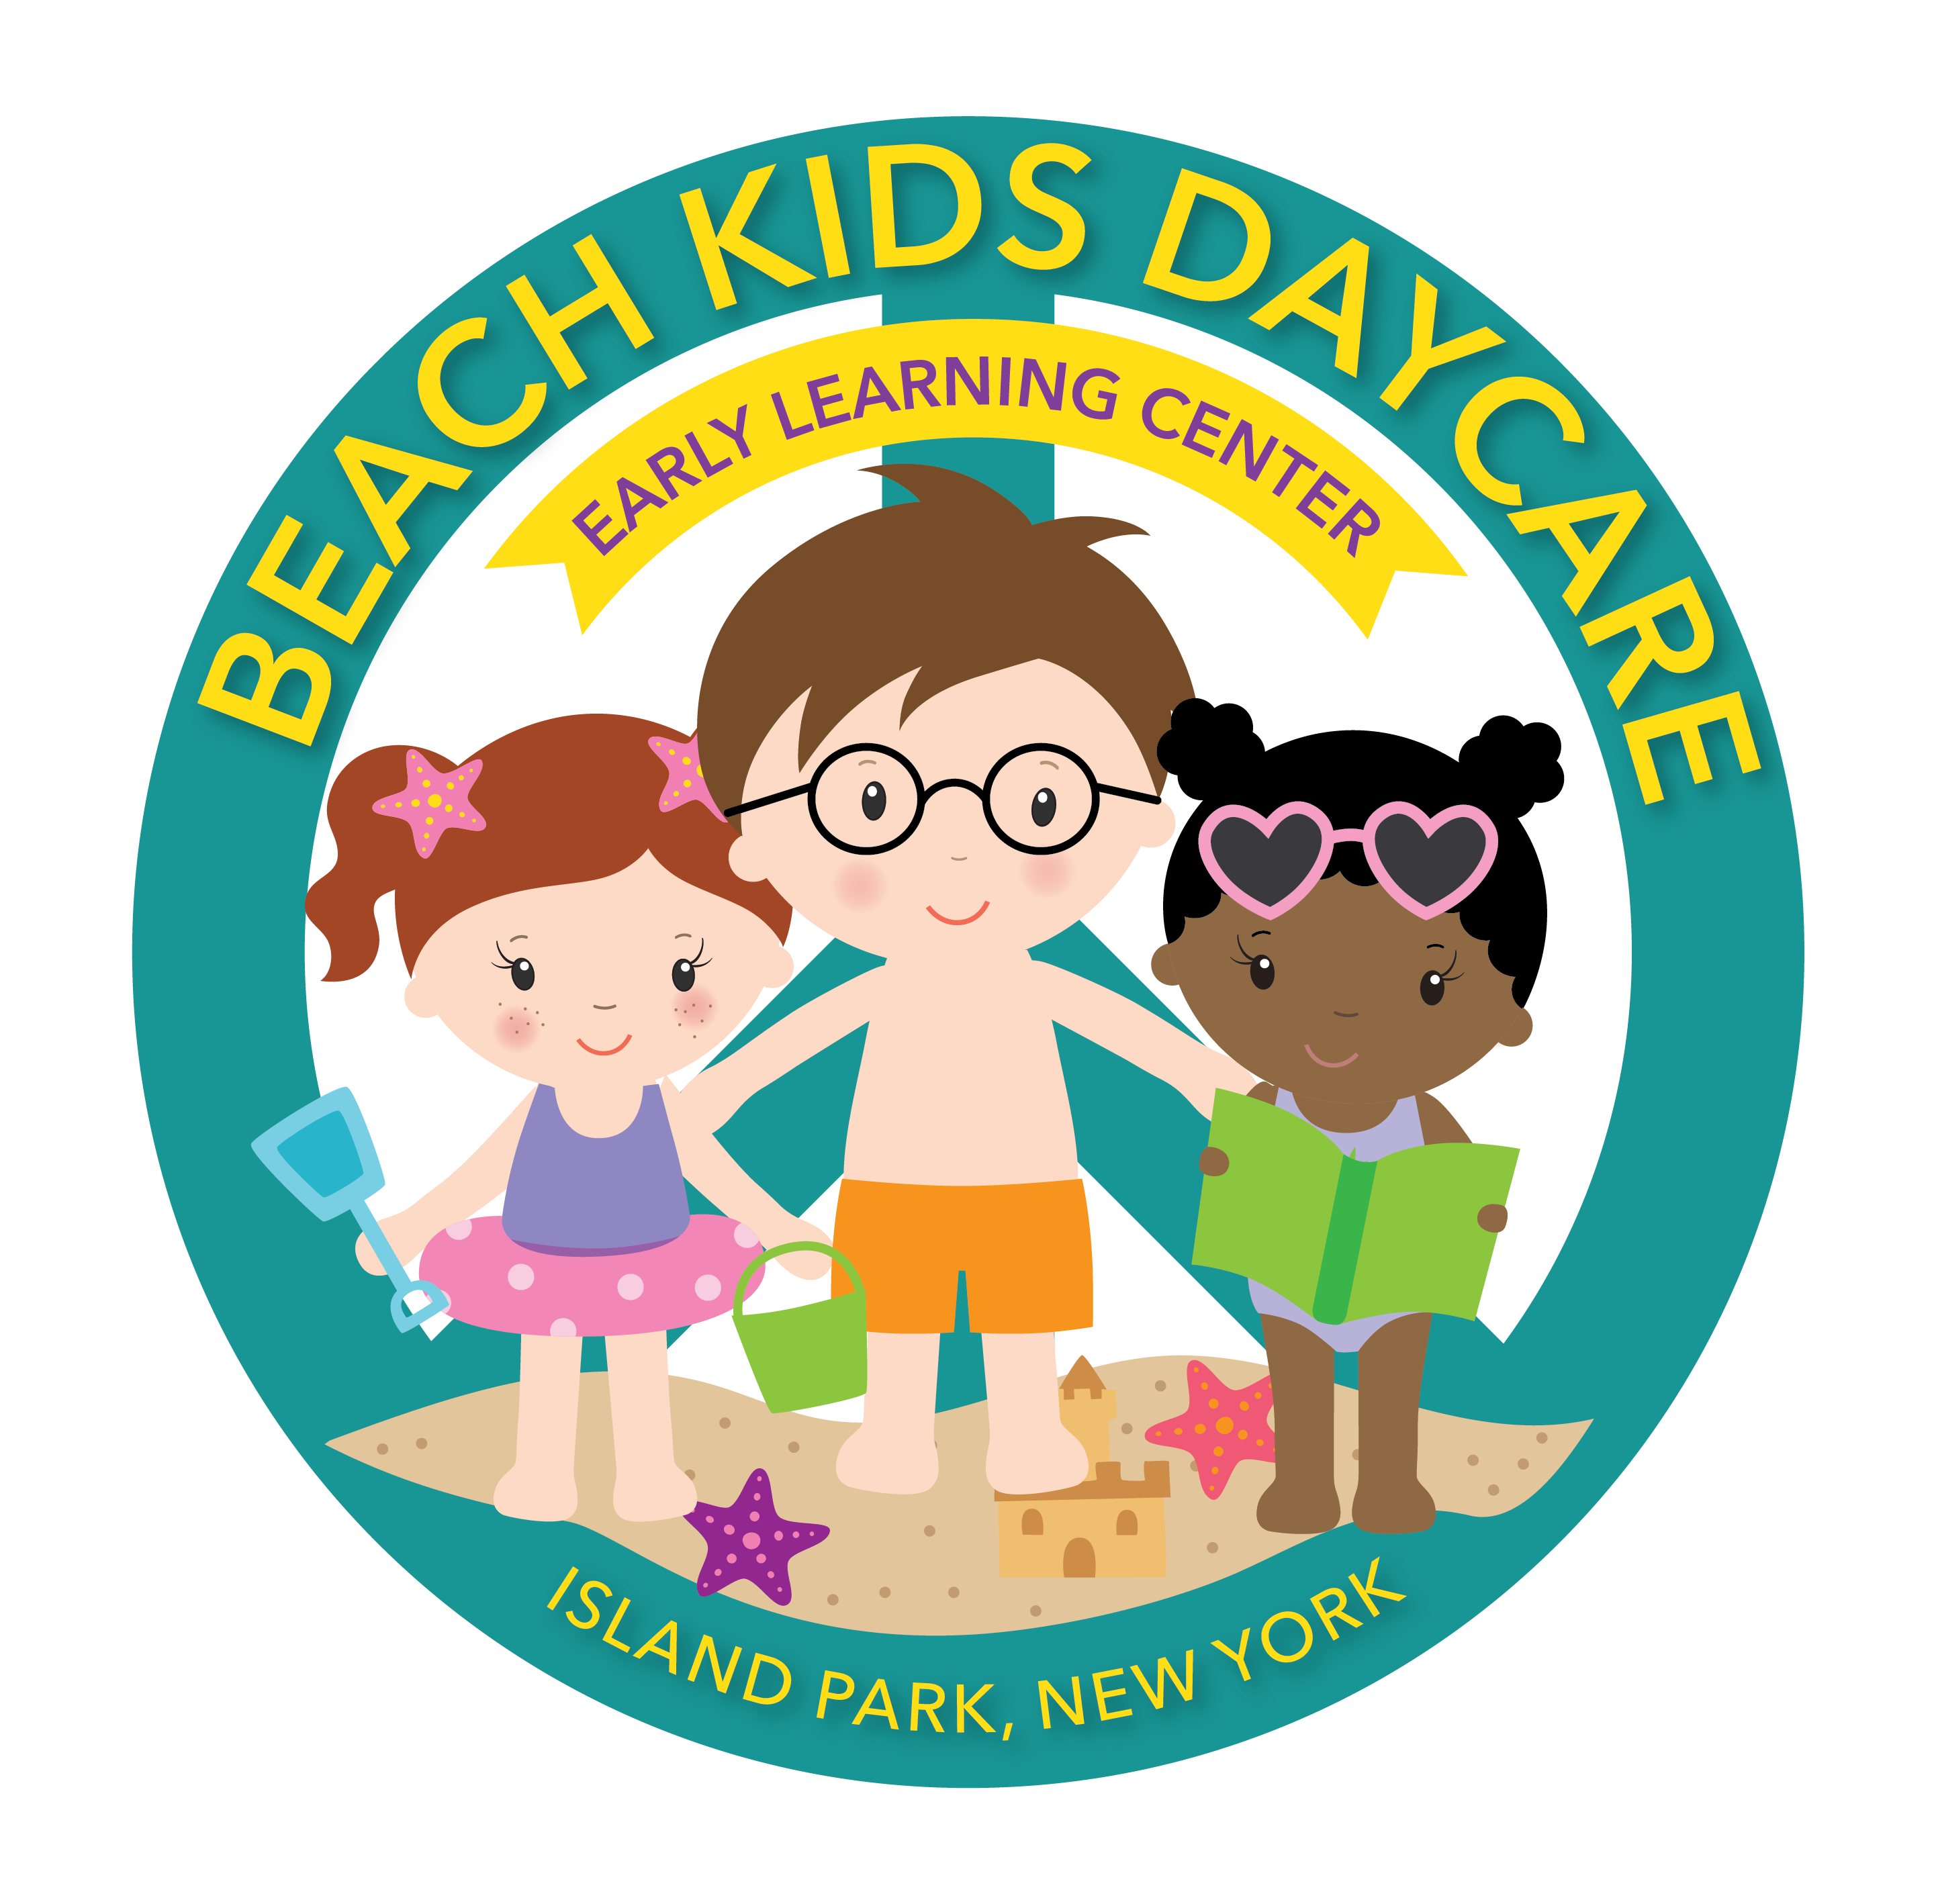 BEACH KIDS DAYCARE
EARLY LEARNING CENTER
ISLAND PARK, NEW YORK